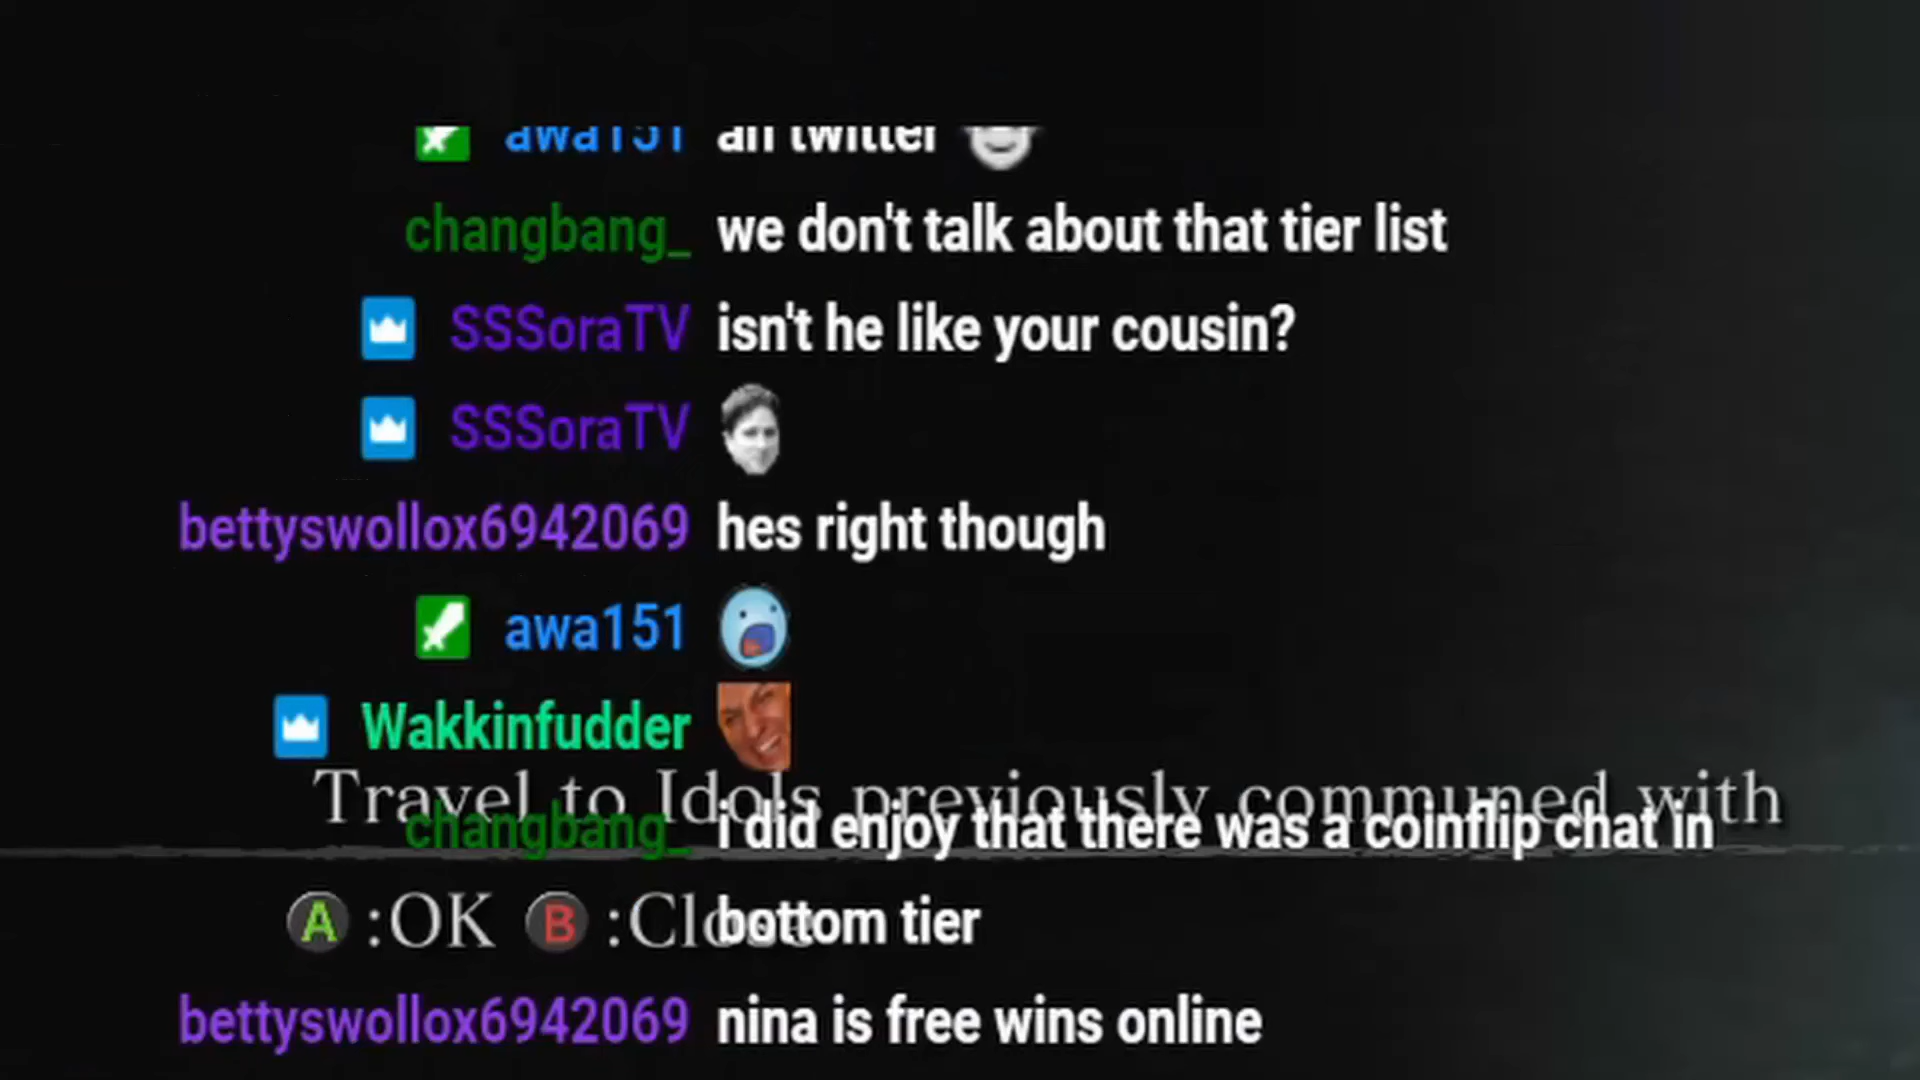 awa151 ah twitter
changbang_ we don't talk about that tier list
SSSoraTV isn't he like your cousin?
SSSoraTV
bettyswollox6942069 hes right though
awa151
Wakkinfudder
Travel to Idols previously communed with
changbang_ i did enjoy that there was a coinflip chat in
bottom tier
A :OK B :Close
bettyswollox6942069 nina is free wins online